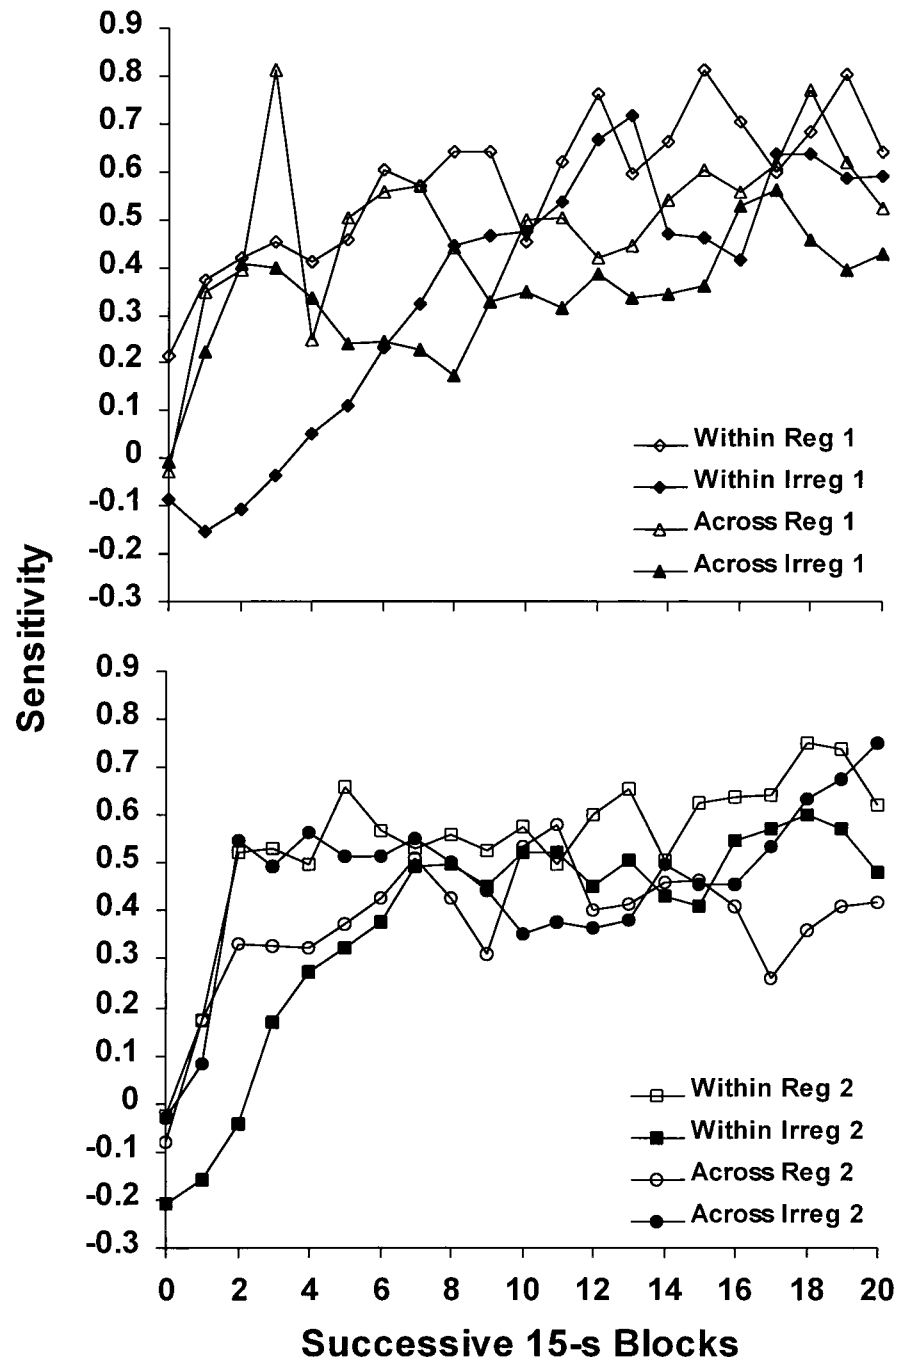 0.9
0.8
0.7
0.6
0.5
0.4
0.3
0.2
0.1
0
-0.1
-0.2
-0.3
Within Reg 1
Within Irreg 1
Across Reg 1
Across Irreg 1
Sensitivity
0.9
0.8
0.7
0.6
0.5
0.4
0.3
0.2
0.1
0
-0.1
-0.2
-0.3
Within Reg 2
Within Irreg 2
Across Reg 2
Across Irreg 2
0 2 4 6 8 10 12 14 16 18 20
Successive 15-s Blocks